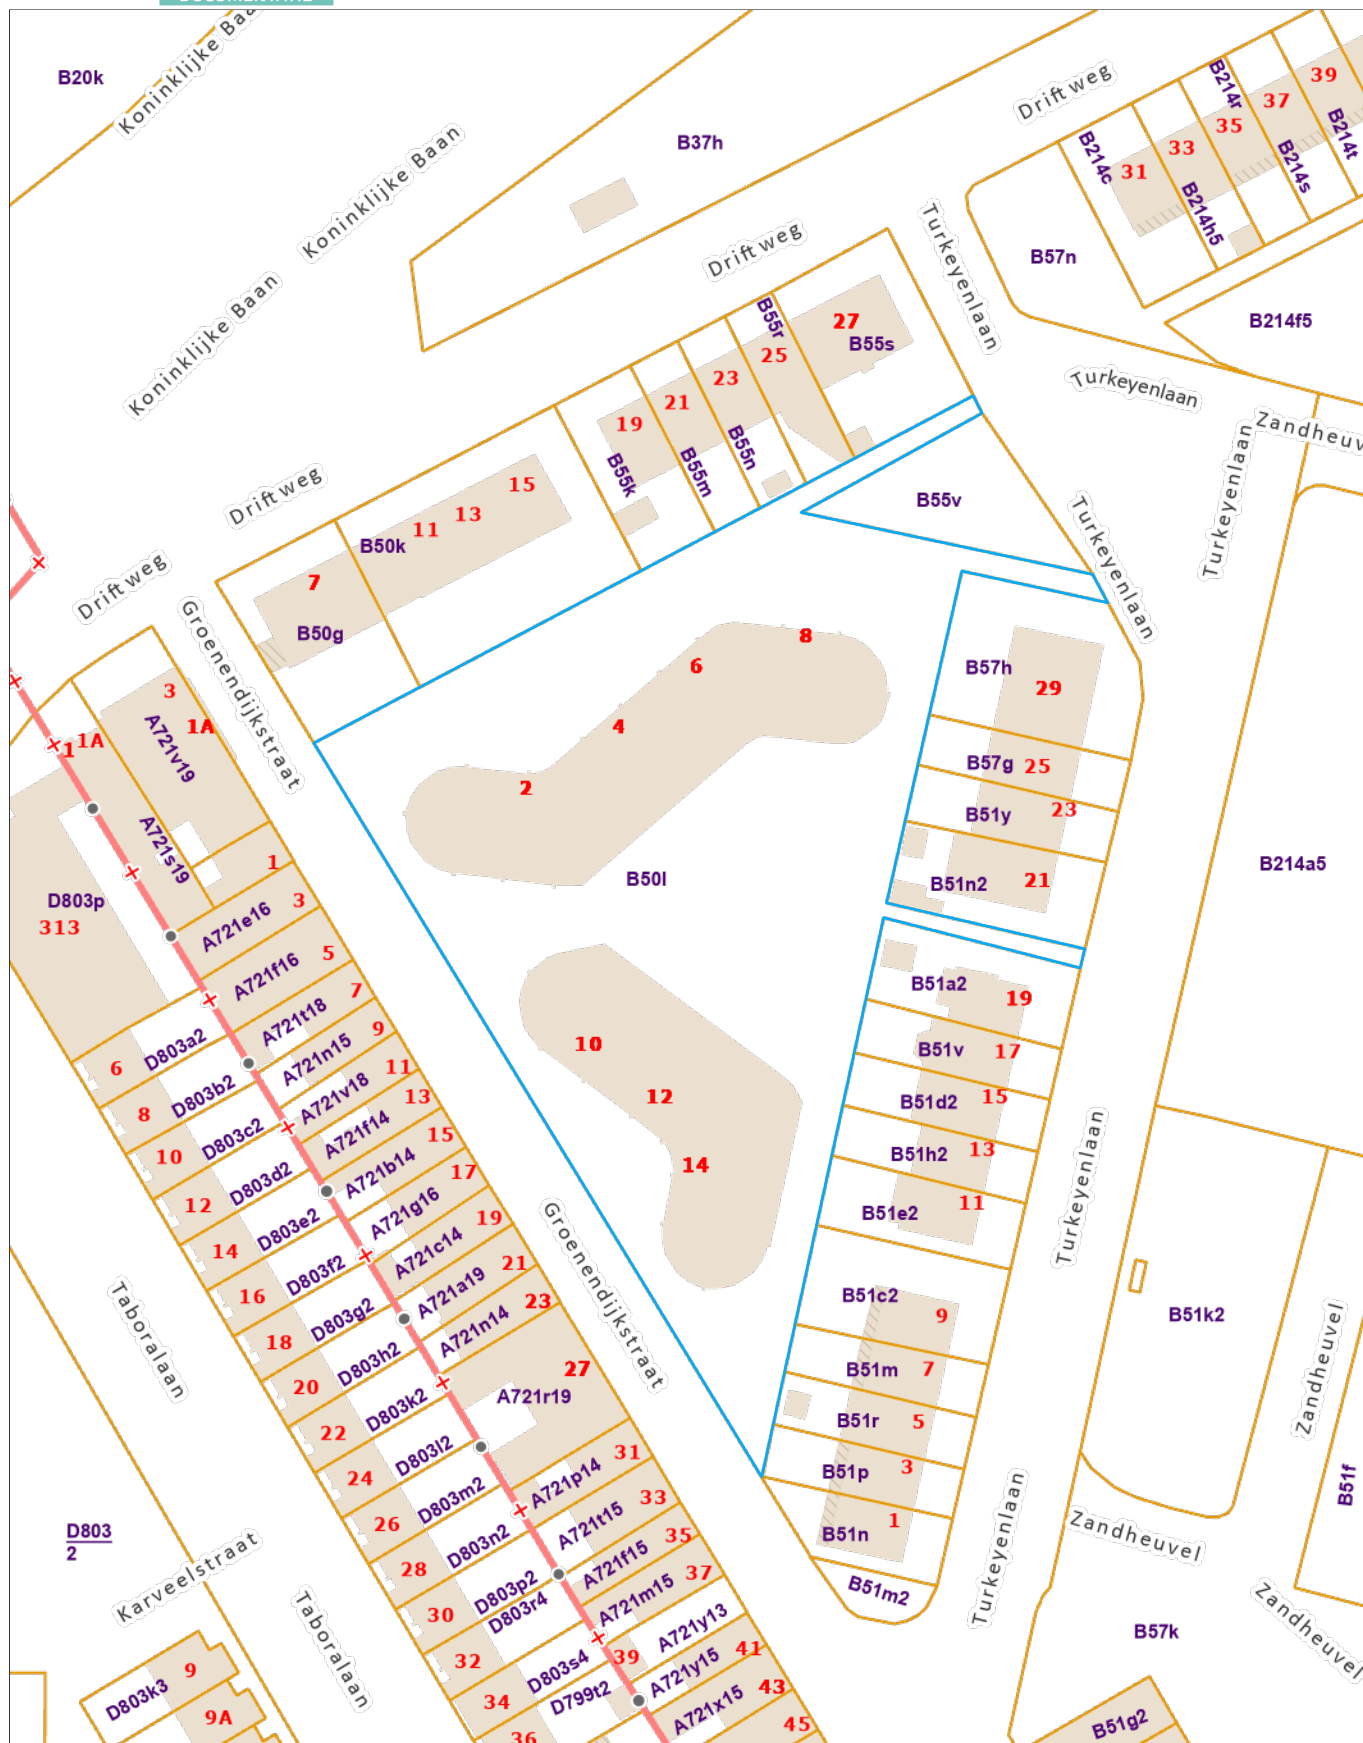 Koninklijke Baan
B20k
Koninklijke Baan
Koninklijke Baan
B37h
Driftweg
B214c
31
33
B214h5
B214r
35
37
B214s
39
B214t
B57n
B214f5
Turkeyenlaan
Turkeyenlaan
Zandheuv
Turkeyenlaan
Driftweg
B55r
27
B55s
25
23
21
19
B55n
B55m
B55k
B55v
Turkeyenlaan
Driftweg
15
13
11
B50k
7
B50g
Driftweg
Groenendijkstraat
3
1A
A721v19
1A
1
A721s19
D803p
313
8
6
4
2
B50l
B57h
29
B57g
25
B51y
23
B51n2
21
B214a5
B51a2
19
B51v
17
B51d2
15
B51h2
13
B51e2
11
B51c2
9
B51m
7
B51r
5
B51p
3
B51n
1
B51m2
10
12
14
1
A721e16
3
A721f16
5
A721t18
7
A721n15
9
A721v18
11
A721f14
13
A721b14
15
A721g16
17
A721c14
19
A721a19
21
A721n14
23
27
A721r19
A721p14
31
A721t15
33
A721f15
35
A721m15
37
A721y13
39
A721y15
41
A721x15
43
45
6
D803a2
8
D803b2
10
D803c2
12
D803d2
14
D803e2
16
D803f2
18
D803g2
20
D803h2
22
D803k2
24
D803l2
26
D803m2
28
D803n2
30
D803p2
D803r4
32
D803s4
34
D799t2
36
Groenendijkstraat
Taboralaan
Taboralaan
Karveelstraat
D803
2
D803k3
9
9A
Turkeyenlaan
Turkeyenlaan
B51k2
Zandheuvel
Zandheuvel
B51f
Zandheuvel
B57k
B51g2